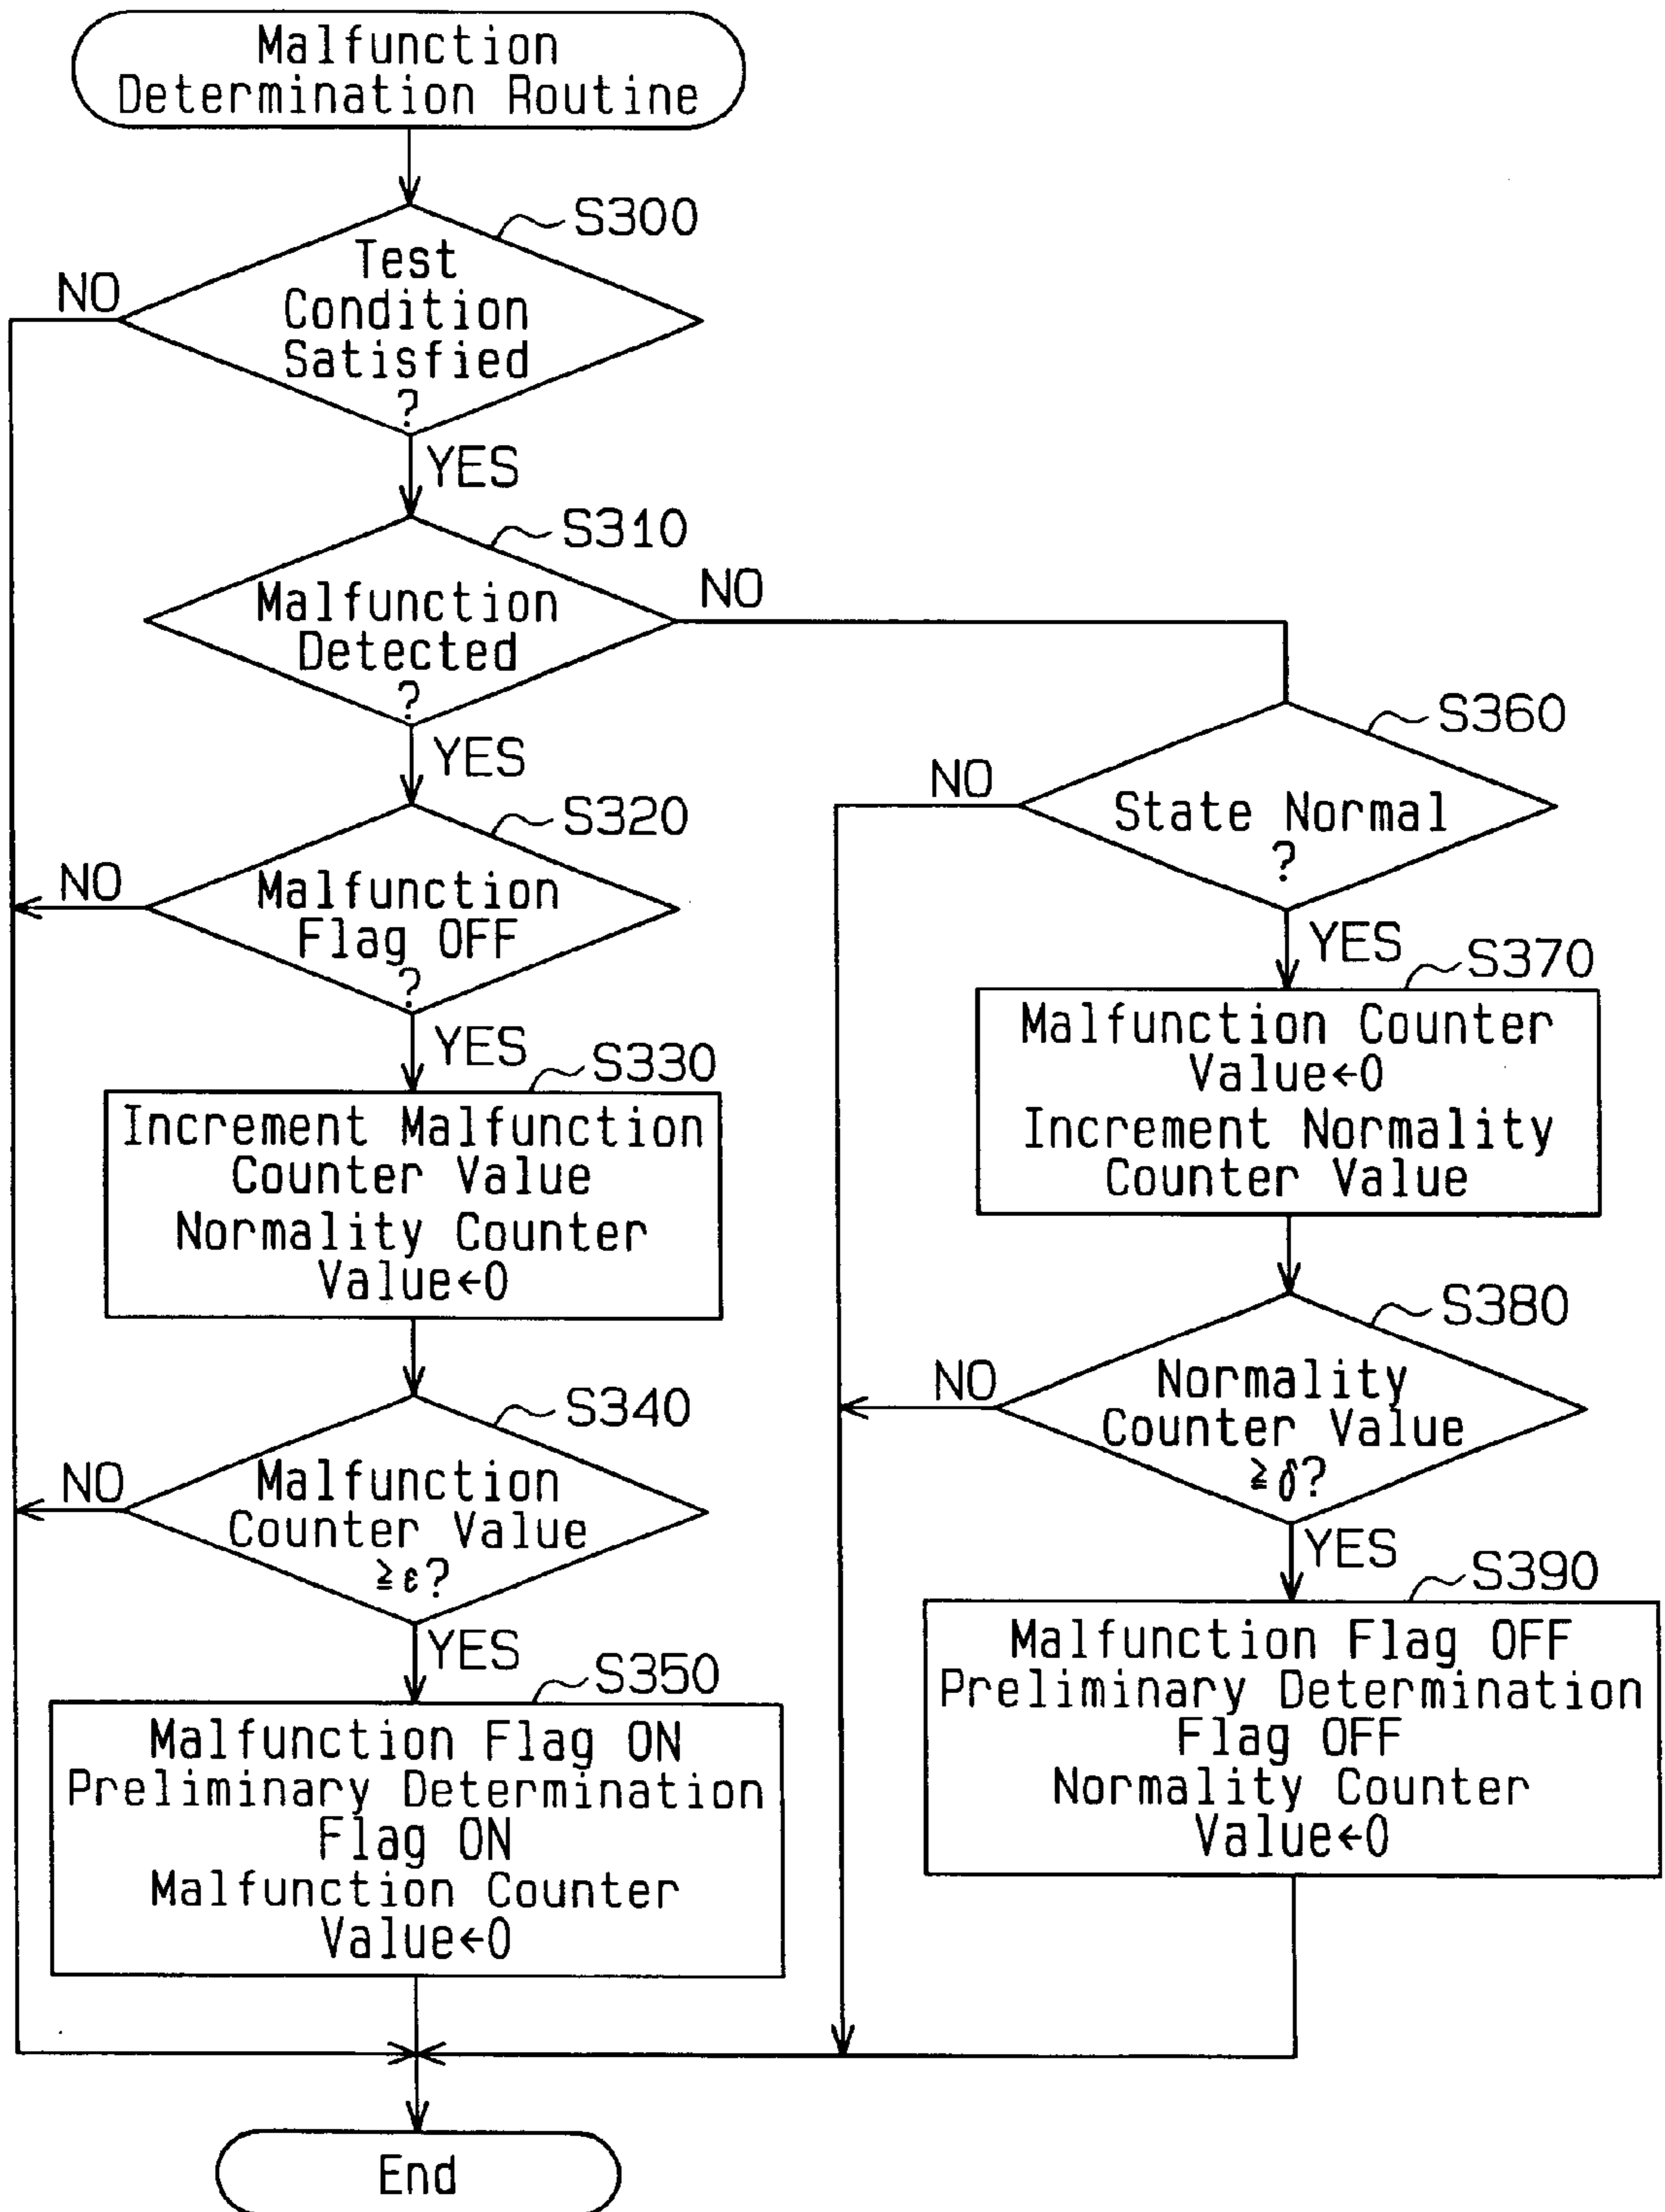 Malfunction
Determination Routine
S300
Test
Condition
Satisfied
?
NO
YES
S310
Malfunction
Detected
?
NO
YES
S320
Malfunction
Flag OFF
?
NO
YES
S330
Increment Malfunction
Counter Value
Normality Counter
Value←0
S340
Malfunction
Counter Value
≧ε?
NO
YES
S350
Malfunction Flag ON
Preliminary Determination
Flag ON
Malfunction Counter
Value←0
S360
State Normal
?
NO
YES
S370
Malfunction Counter
Value←0
Increment Normality
Counter Value
S380
Normality
Counter Value
≧δ?
NO
YES
S390
Malfunction Flag OFF
Preliminary Determination
Flag OFF
Normality Counter
Value←0
End